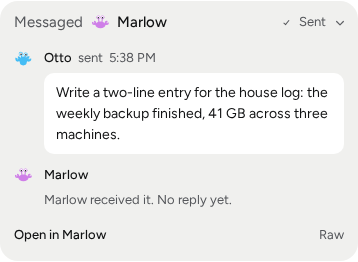 Messaged Marlow Sent
Otto sent 5:38 PM
Write a two-line entry for the house log: the
weekly backup finished, 41 GB across three
machines.
Marlow
Marlow received it. No reply yet.
Open in Marlow Raw